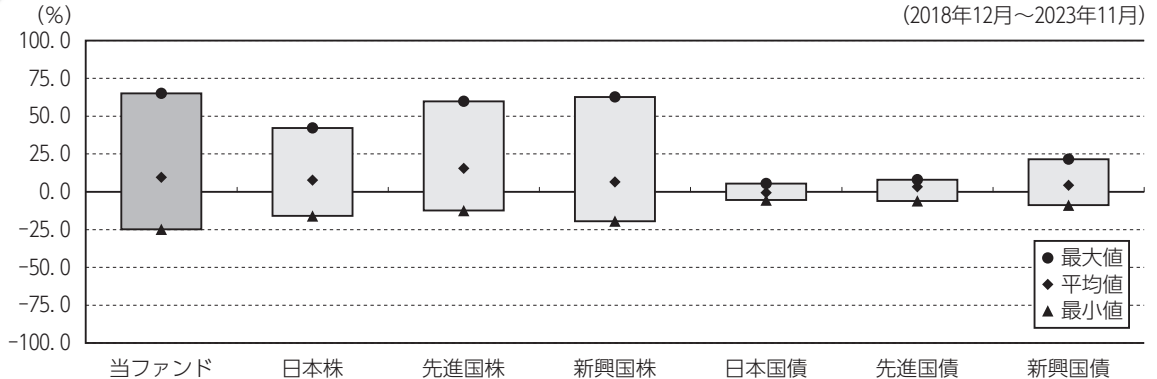 (%)
(2018年12月～2023年11月)
100.0
75.0
50.0
25.0
0.0
-25.0
-50.0
-75.0
-100.0
● 最大値
◆ 平均値
▲ 最小値
当ファンド 日本株 先進国株 新興国株 日本国債 先進国債 新興国債